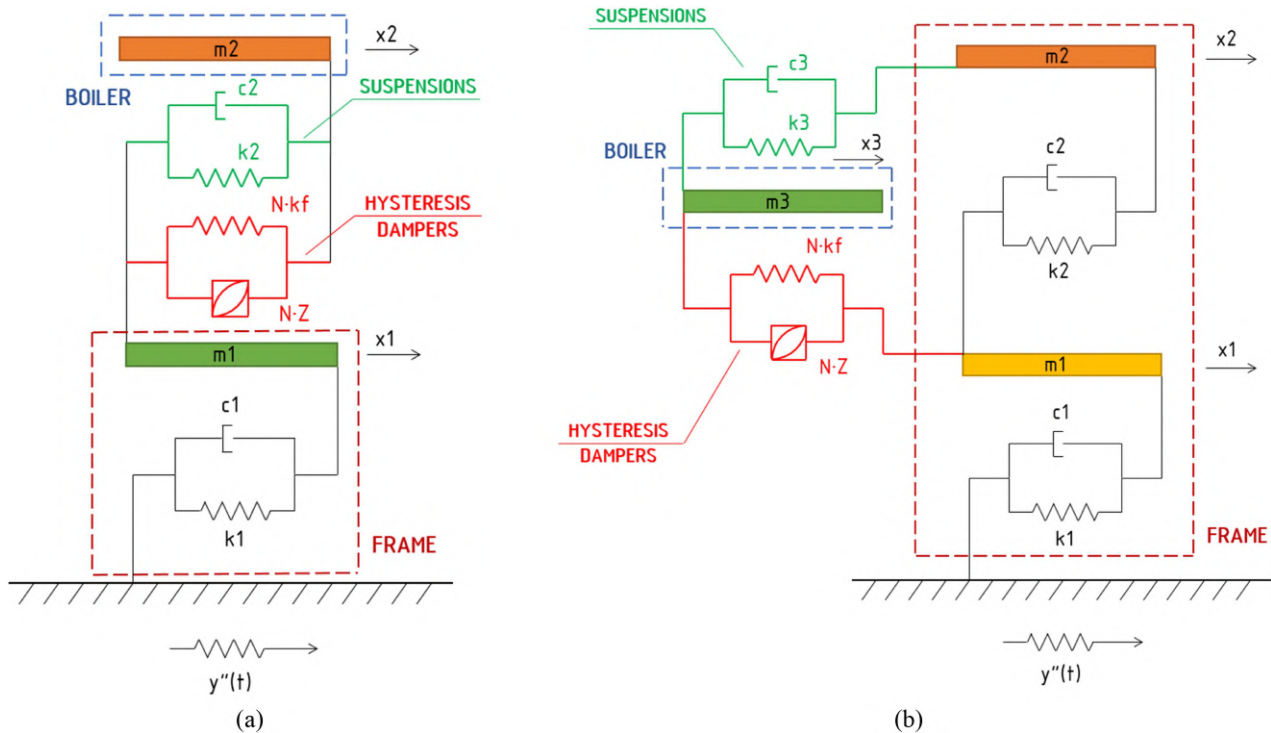 m2
x2
BOILER
c2
SUSPENSIONS
k2
N·kf
HYSTERESIS
DAMPERS
N·Z
m1
x1
c1
k1
FRAME
y"(t)
(a)
SUSPENSIONS
c3
k3
x3
BOILER
m3
N·kf
N·Z
HYSTERESIS
DAMPERS
m2
x2
c2
k2
m1
x1
c1
k1
FRAME
y"(t)
(b)